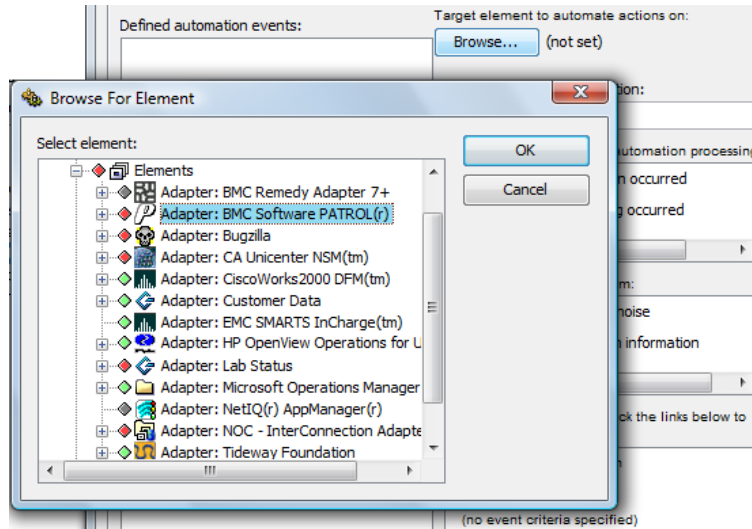 Defined automation events:
Target element to automate actions on:
Browse...
(not set)
Browse For Element
Select element:
Elements
Adapter: BMC Remedy Adapter 7+
Adapter: BMC Software PATROL(r)
Adapter: Bugzilla
Adapter: CA Unicenter NSM(tm)
Adapter: CiscoWorks2000 DFM(tm)
Adapter: Customer Data
Adapter: EMC SMARTS InCharge(tm)
Adapter: HP OpenView Operations for U
Adapter: Lab Status
Adapter: Microsoft Operations Manager
Adapter: NetIQ(r) AppManager(r)
Adapter: NOC - InterConnection Adapte
Adapter: Tideway Foundation
OK
Cancel
ion:
automation processing
n occurred
g occurred
m:
noise
n information
ck the links below to
(no event criteria specified)